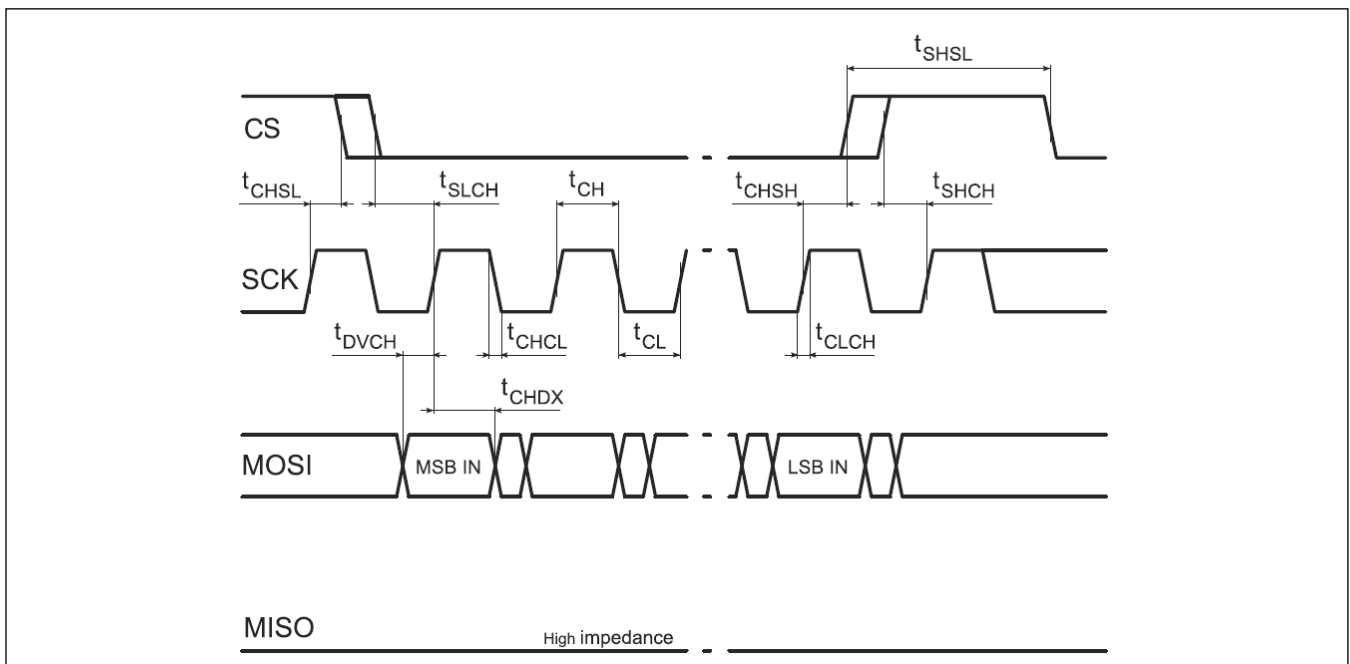 tSHSL
CS
tCHSL
tSLCH
tCH
tCHSH
tSHCH
SCK
tDVCH
tCHCL
tCL
tCLCH
tCHDX
MOSI
MSB IN
LSB IN
MISO
High impedance